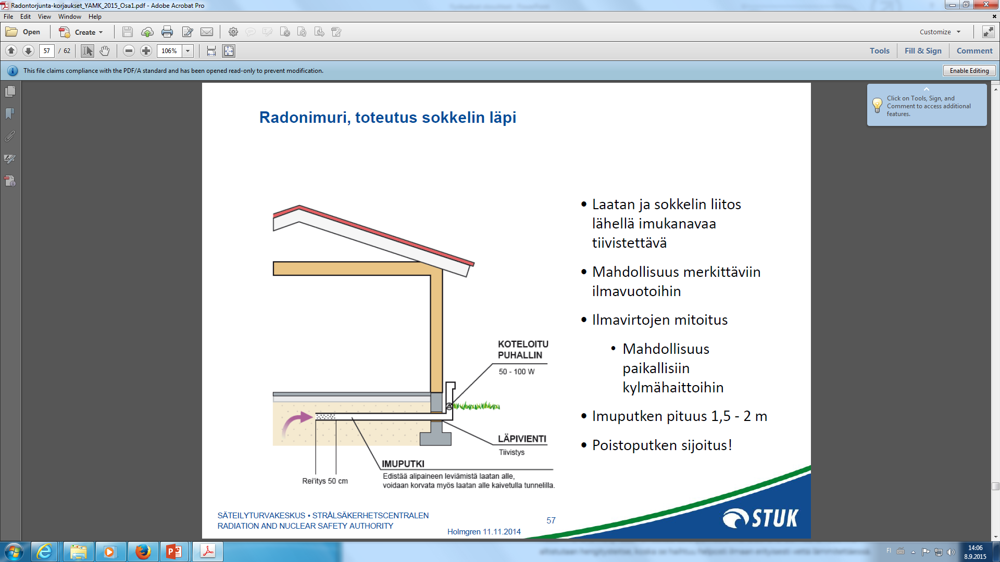 Radontorjunta-korjaukset_YAMK_2015_Osa1.pdf - Adobe Acrobat Pro
File Edit View Window Help
Open Create Customize
57 / 62 106% Tools Fill & Sign Comment
This file claims compliance with the PDF/A standard and has been opened read-only to prevent modification.
Enable Editing
Click on Tools, Sign, and
Comment to access additional
features.
Radonimuri, toteutus sokkelin läpi
• Laatan ja sokkelin liitos
lähellä imukanavaa
tiivistettävä
• Mahdollisuus merkittäviin
ilmavuotoihin
• Ilmavirtojen mitoitus
• Mahdollisuus
paikallisiin
kylmähaittoihin
• Imuputken pituus 1,5 - 2 m
• Poistoputken sijoitus!
KOTELOITU
PUHALLIN
50 - 100 W
LÄPIVIENTI
Tiivistys
IMUPUTKI
Edistää alipaineen leviämistä laatan alle,
voidaan korvata myös laatan alle kaivetulla tunnelilla.
Rei'itys 50 cm
SÄTEILYTURVAKESKUS • STRÅLSÄKERHETSCENTRALEN
RADIATION AND NUCLEAR SAFETY AUTHORITY
57
Holmgren 11.11.2014
STUK
FI
14:06
8.9.2015